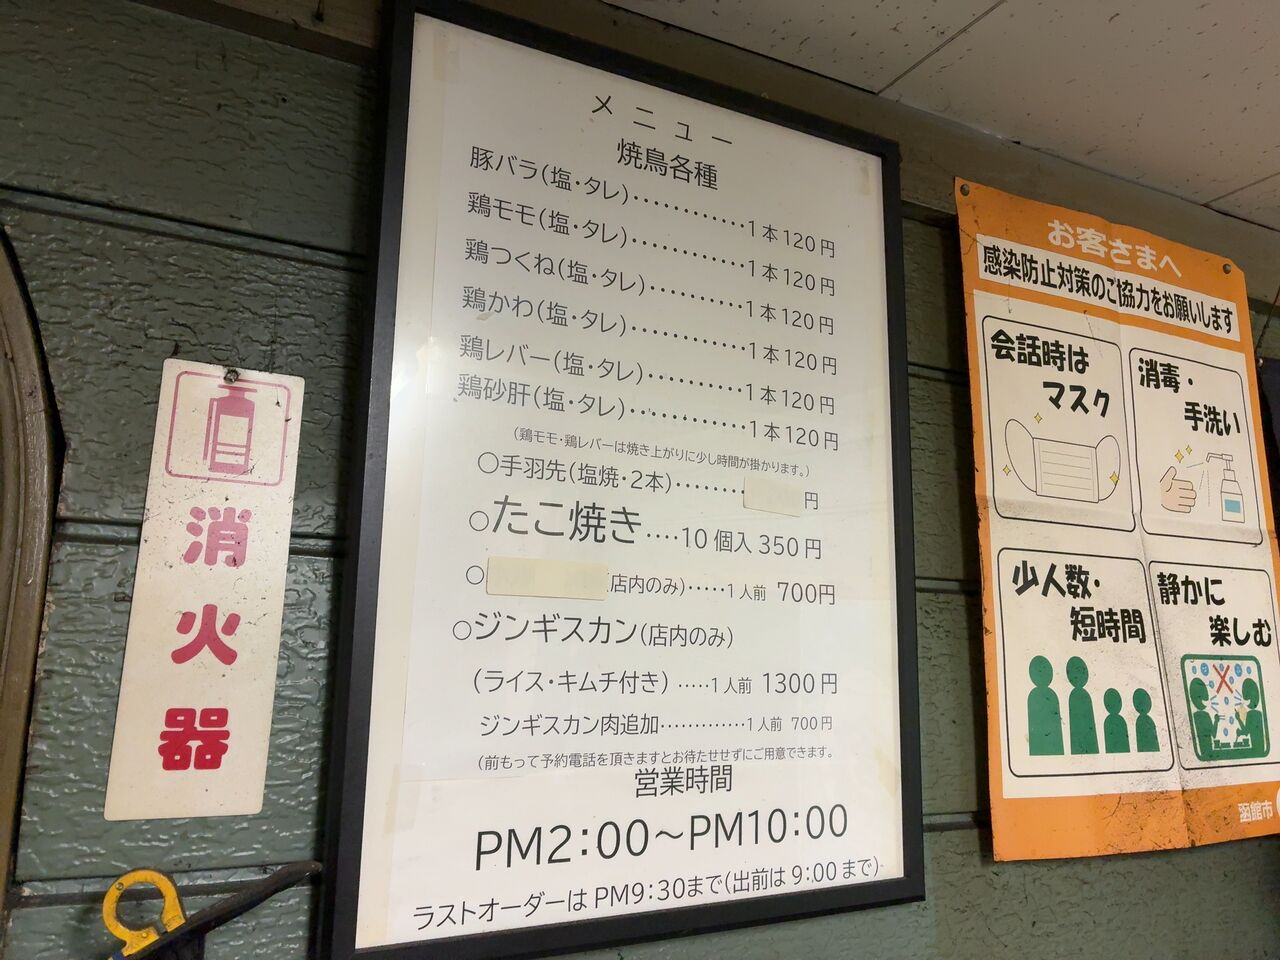 メニュー
焼鳥各種
豚バラ(塩・タレ)・・・・・・・・・・・・1本120円
鶏モモ(塩・タレ)・・・・・・・・・・・・1本120円
鶏つくね(塩・タレ)・・・・・・・・・・1本120円
鶏かわ(塩・タレ)・・・・・・・・・・・・1本120円
鶏レバー(塩・タレ)・・・・・・・・・・1本120円
鶏砂肝(塩・タレ)・・・・・・・・・・・・1本120円
(鶏モモ・鶏レバーは焼き上がりに少し時間が掛かります。)
○手羽先(塩焼・2本)・・・・・・・・円
○たこ焼き・・・・10個入350円
○(店内のみ)・・・・・1人前 700円
○ジンギスカン(店内のみ)
(ライス・キムチ付き)・・・・・1人前 1300円
ジンギスカン肉追加・・・・・・・・・・・・・1人前 700円
(前もって予約電話を頂きますとお待たせせずにご用意できます。
営業時間
PM2:00～PM10:00
ラストオーダーはPM9:30まで(出前は9:00まで)
消火器
お客さまへ
感染防止対策のご協力をお願いします
会話時は
マスク
消毒・
手洗い
少人数・
短時間
静かに
楽しむ
函館市